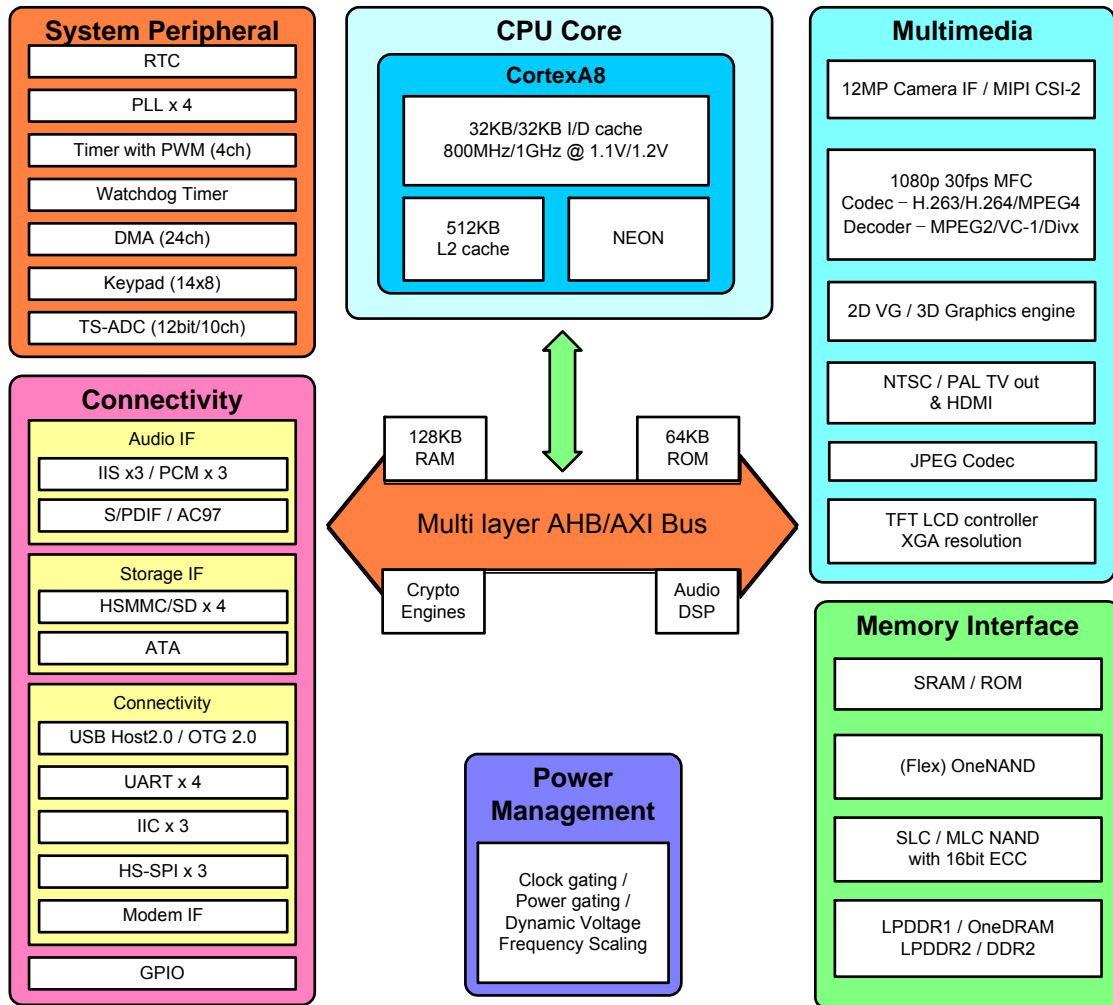 System Peripheral
RTC
PLL x 4
Timer with PWM (4ch)
Watchdog Timer
DMA (24ch)
Keypad (14x8)
TS-ADC (12bit/10ch)
CPU Core
CortexA8
32KB/32KB I/D cache
800MHz/1GHz @ 1.1V/1.2V
512KB
L2 cache
NEON
Multimedia
12MP Camera IF / MIPI CSI-2
1080p 30fps MFC
Codec – H.263/H.264/MPEG4
Decoder – MPEG2/VC-1/Divx
2D VG / 3D Graphics engine
NTSC / PAL TV out
& HDMI
JPEG Codec
TFT LCD controller
XGA resolution
Connectivity
Audio IF
IIS x3 / PCM x 3
S/PDIF / AC97
Storage IF
HSMMC/SD x 4
ATA
Connectivity
USB Host2.0 / OTG 2.0
UART x 4
IIC x 3
HS-SPI x 3
Modem IF
GPIO
128KB
RAM
64KB
ROM
Multi layer AHB/AXI Bus
Crypto
Engines
Audio
DSP
Power
Management
Clock gating /
Power gating /
Dynamic Voltage
Frequency Scaling
Memory Interface
SRAM / ROM
(Flex) OneNAND
SLC / MLC NAND
with 16bit ECC
LPDDR1 / OneDRAM
LPDDR2 / DDR2